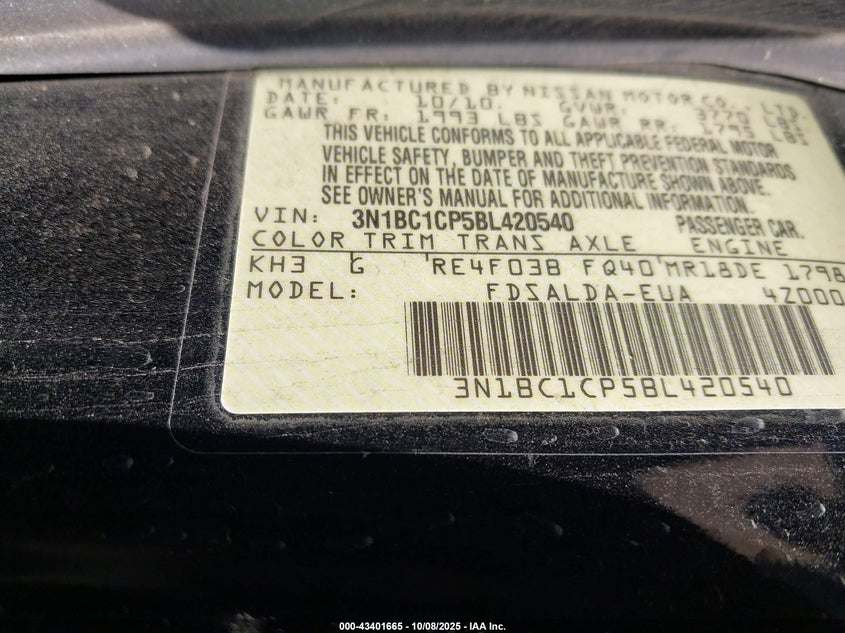 MANUFACTURED BY NISSAN MOTOR CO., LTD.
DATE: 10/10 GVWR: 3770 LBS
GAWR FR: 1993 LBS GAWR RR: 1795 LBS
THIS VEHICLE CONFORMS TO ALL APPLICABLE FEDERAL MOTOR
VEHICLE SAFETY, BUMPER AND THEFT PREVENTION STANDARDS
IN EFFECT ON THE DATE OF MANUFACTURE SHOWN ABOVE.
SEE OWNER'S MANUAL FOR ADDITIONAL INFORMATION.
VIN: 3N1BC1CP5BL420540 PASSENGER CAR.
COLOR TRIM TRANS AXLE ENGINE
KH3 G RE4F03B FQ40 MR18DE 1798
MODEL: FDSALDA-EUA 4Z000
3N1BC1CP5BL420540
000-43401665 - 10/08/2025 - IAA Inc.